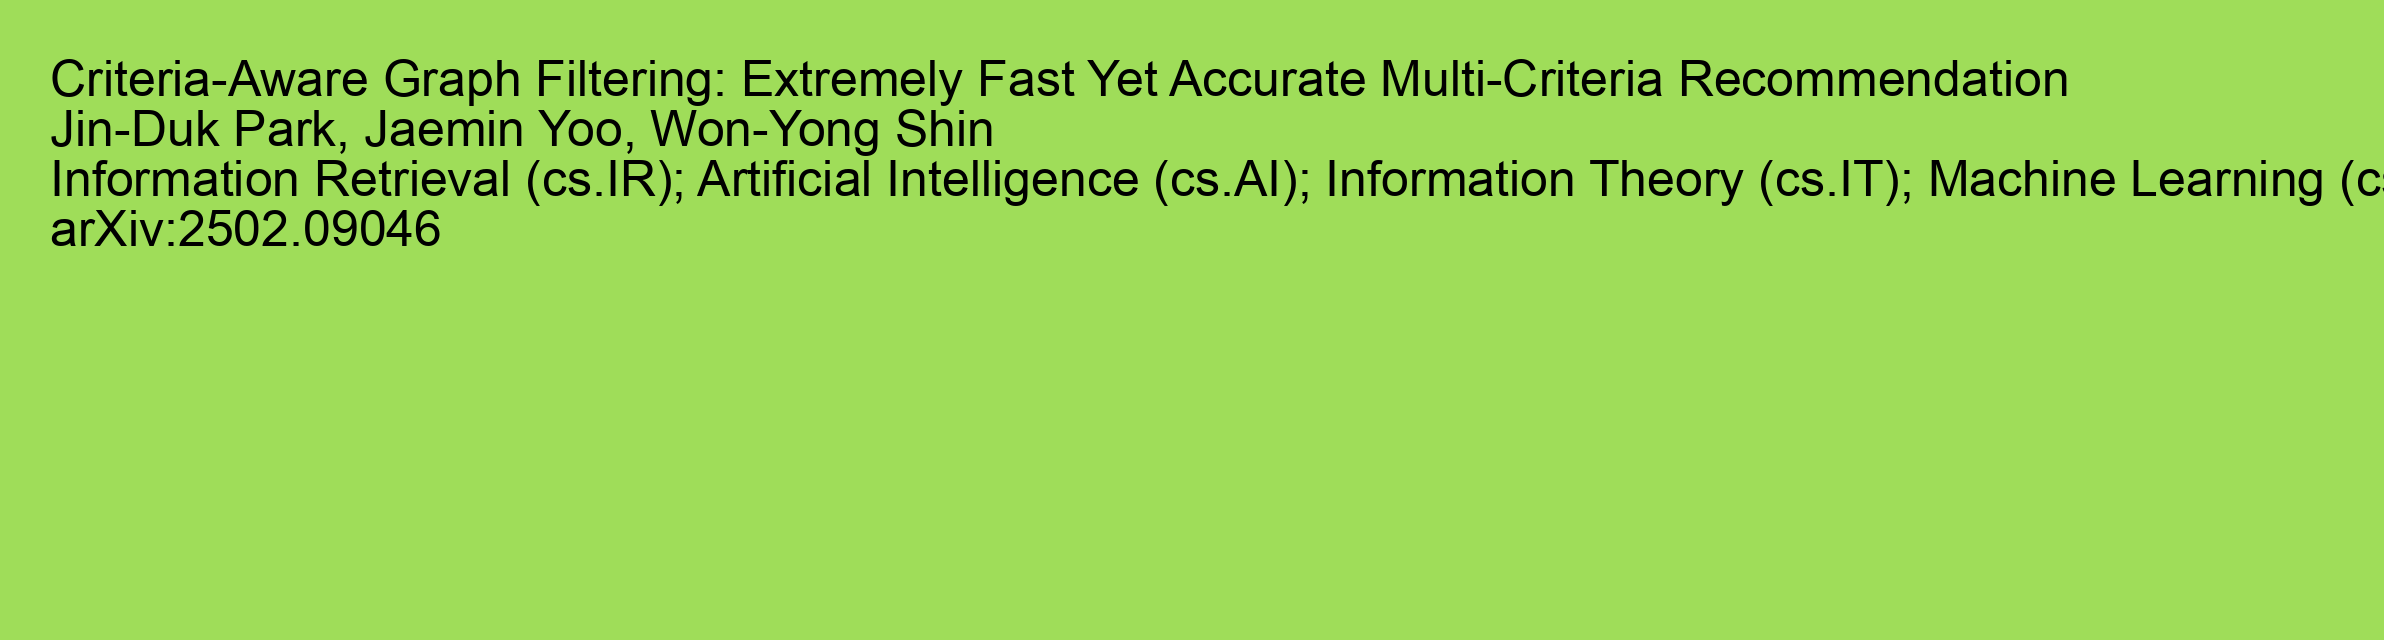 Criteria-Aware Graph Filtering: Extremely Fast Yet Accurate Multi-Criteria Recommendation
Jin-Duk Park, Jaemin Yoo, Won-Yong Shin
Information Retrieval (cs.IR); Artificial Intelligence (cs.AI); Information Theory (cs.IT); Machine Learning
arXiv:2502.09046